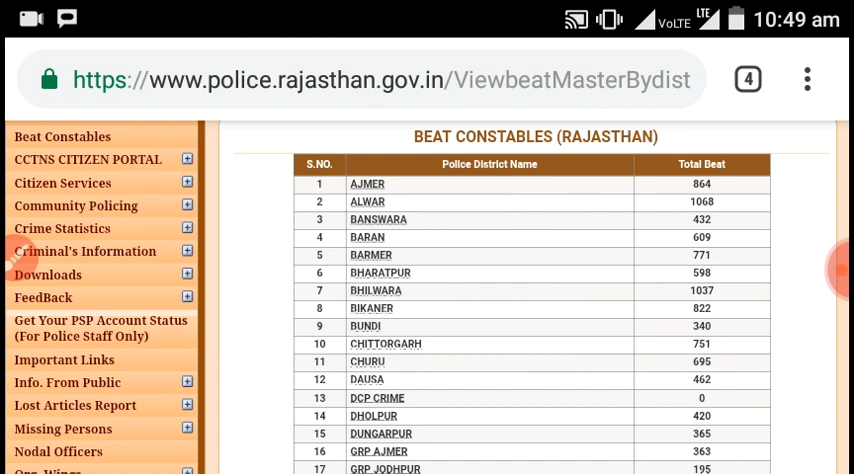 VoLTE LTE 10:49 am
https://www.police.rajasthan.gov.in/ViewbeatMasterBydist 4
Beat Constables
CCTNS CITIZEN PORTAL
Citizen Services
Community Policing
Crime Statistics
Criminal's Information
Downloads
FeedBack
Get Your PSP Account Status
(For Police Staff Only)
Important Links
Info. From Public
Lost Articles Report
Missing Persons
Nodal Officers
Org. Wings
BEAT CONSTABLES (RAJASTHAN)
S.NO. Police District Name Total Beat
1 AJMER 864
2 ALWAR 1068
3 BANSWARA 432
4 BARAN 609
5 BARMER 771
6 BHARATPUR 598
7 BHILWARA 1037
8 BIKANER 822
9 BUNDI 340
10 CHITTORGARH 751
11 CHURU 695
12 DAUSA 462
13 DCP CRIME 0
14 DHOLPUR 420
15 DUNGARPUR 365
16 GRP AJMER 363
17 GRP JODHPUR 195